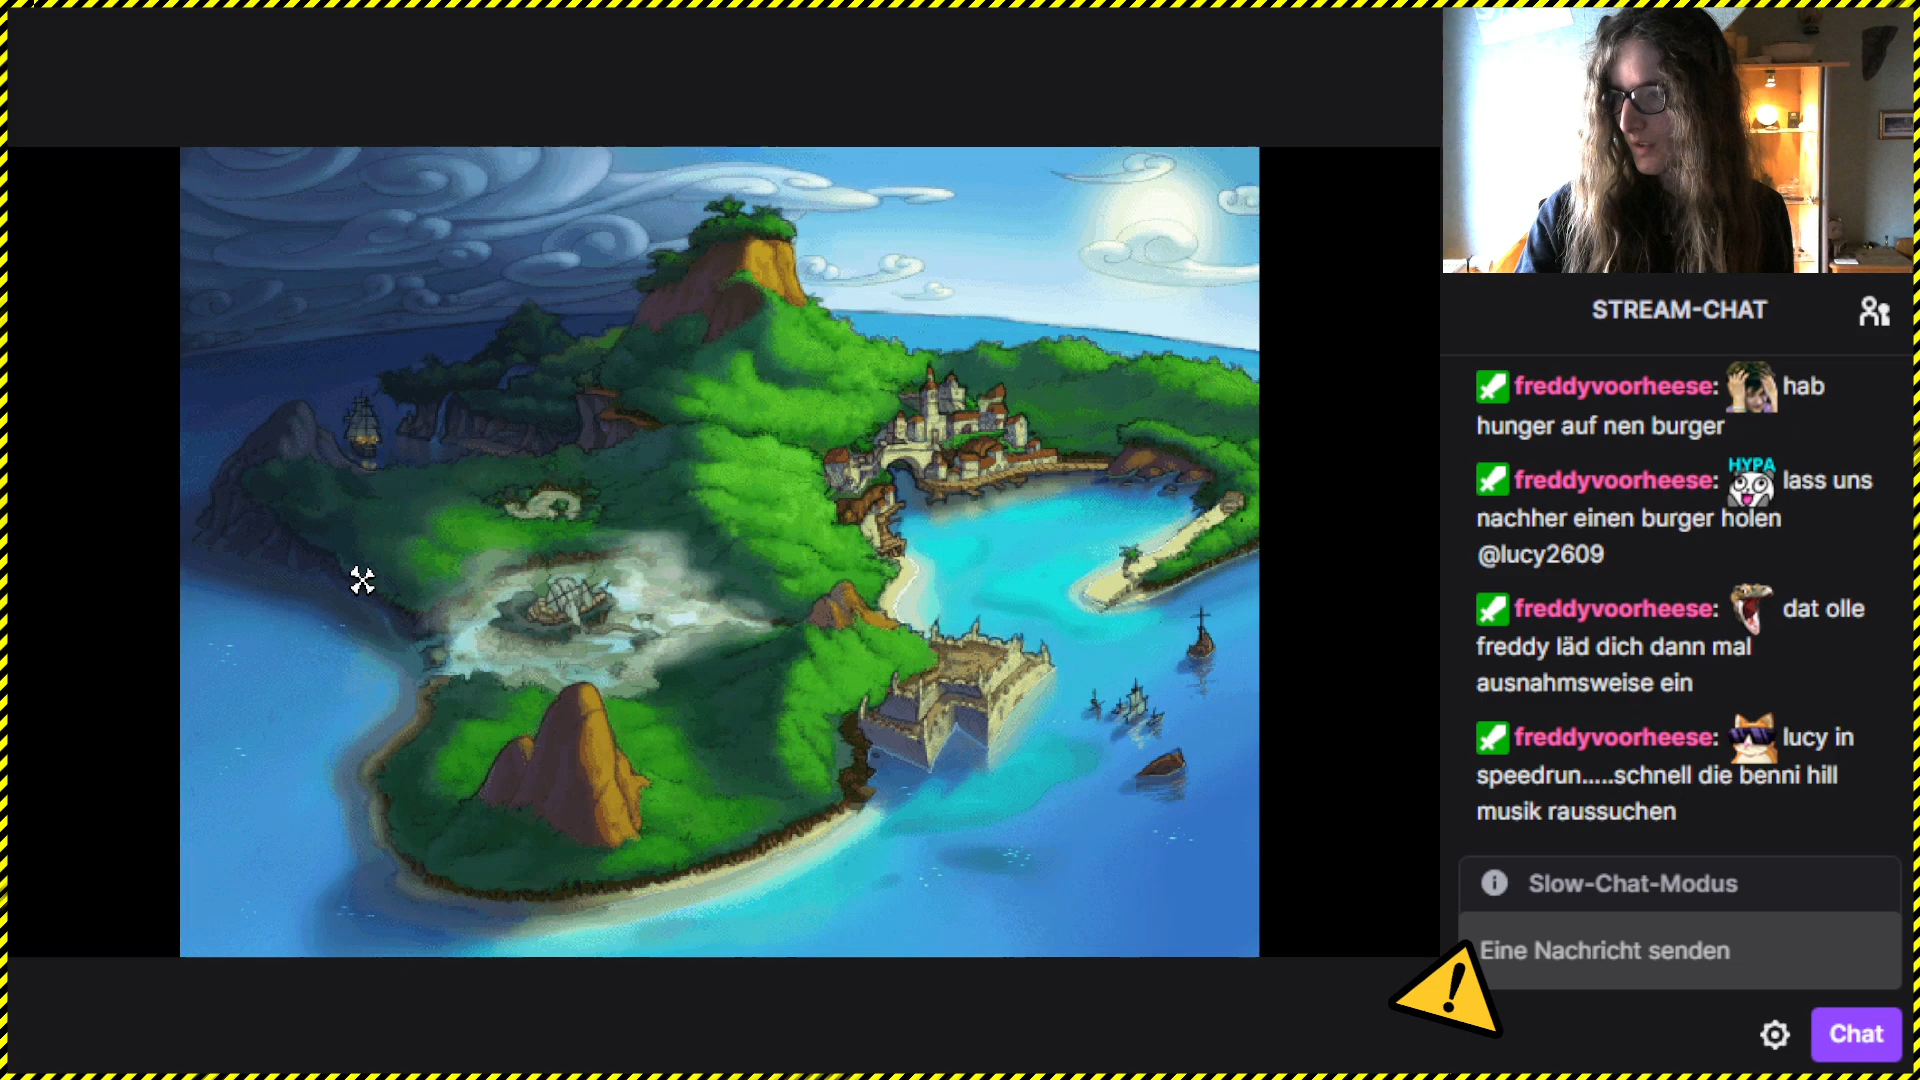 STREAM-CHAT
freddyvoorheese: hab
hunger auf nen burger
HYPA
freddyvoorheese: lass uns
nachher einen burger holen
@lucy2609
freddyvoorheese: dat olle
freddy läd dich dann mal
ausnahmsweise ein
freddyvoorheese: lucy in
speedrun.....schnell die benni hill
musik raussuchen
Slow-Chat-Modus
Eine Nachricht senden
Chat